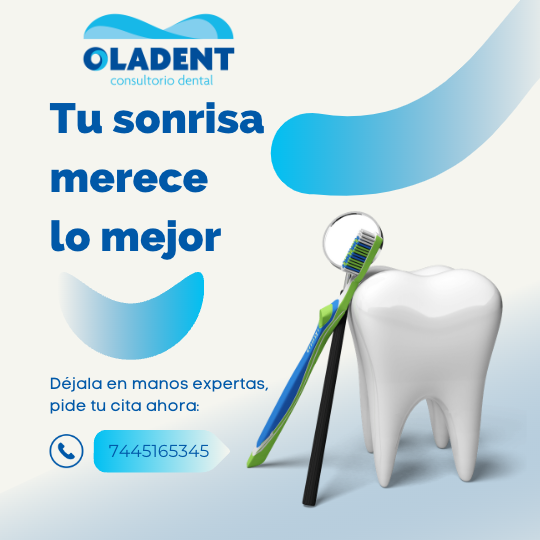 OLADENT
consultorio dental
Tu sonrisa
merece
lo mejor
Déjala en manos expertas,
pide tu cita ahora:
7445165345